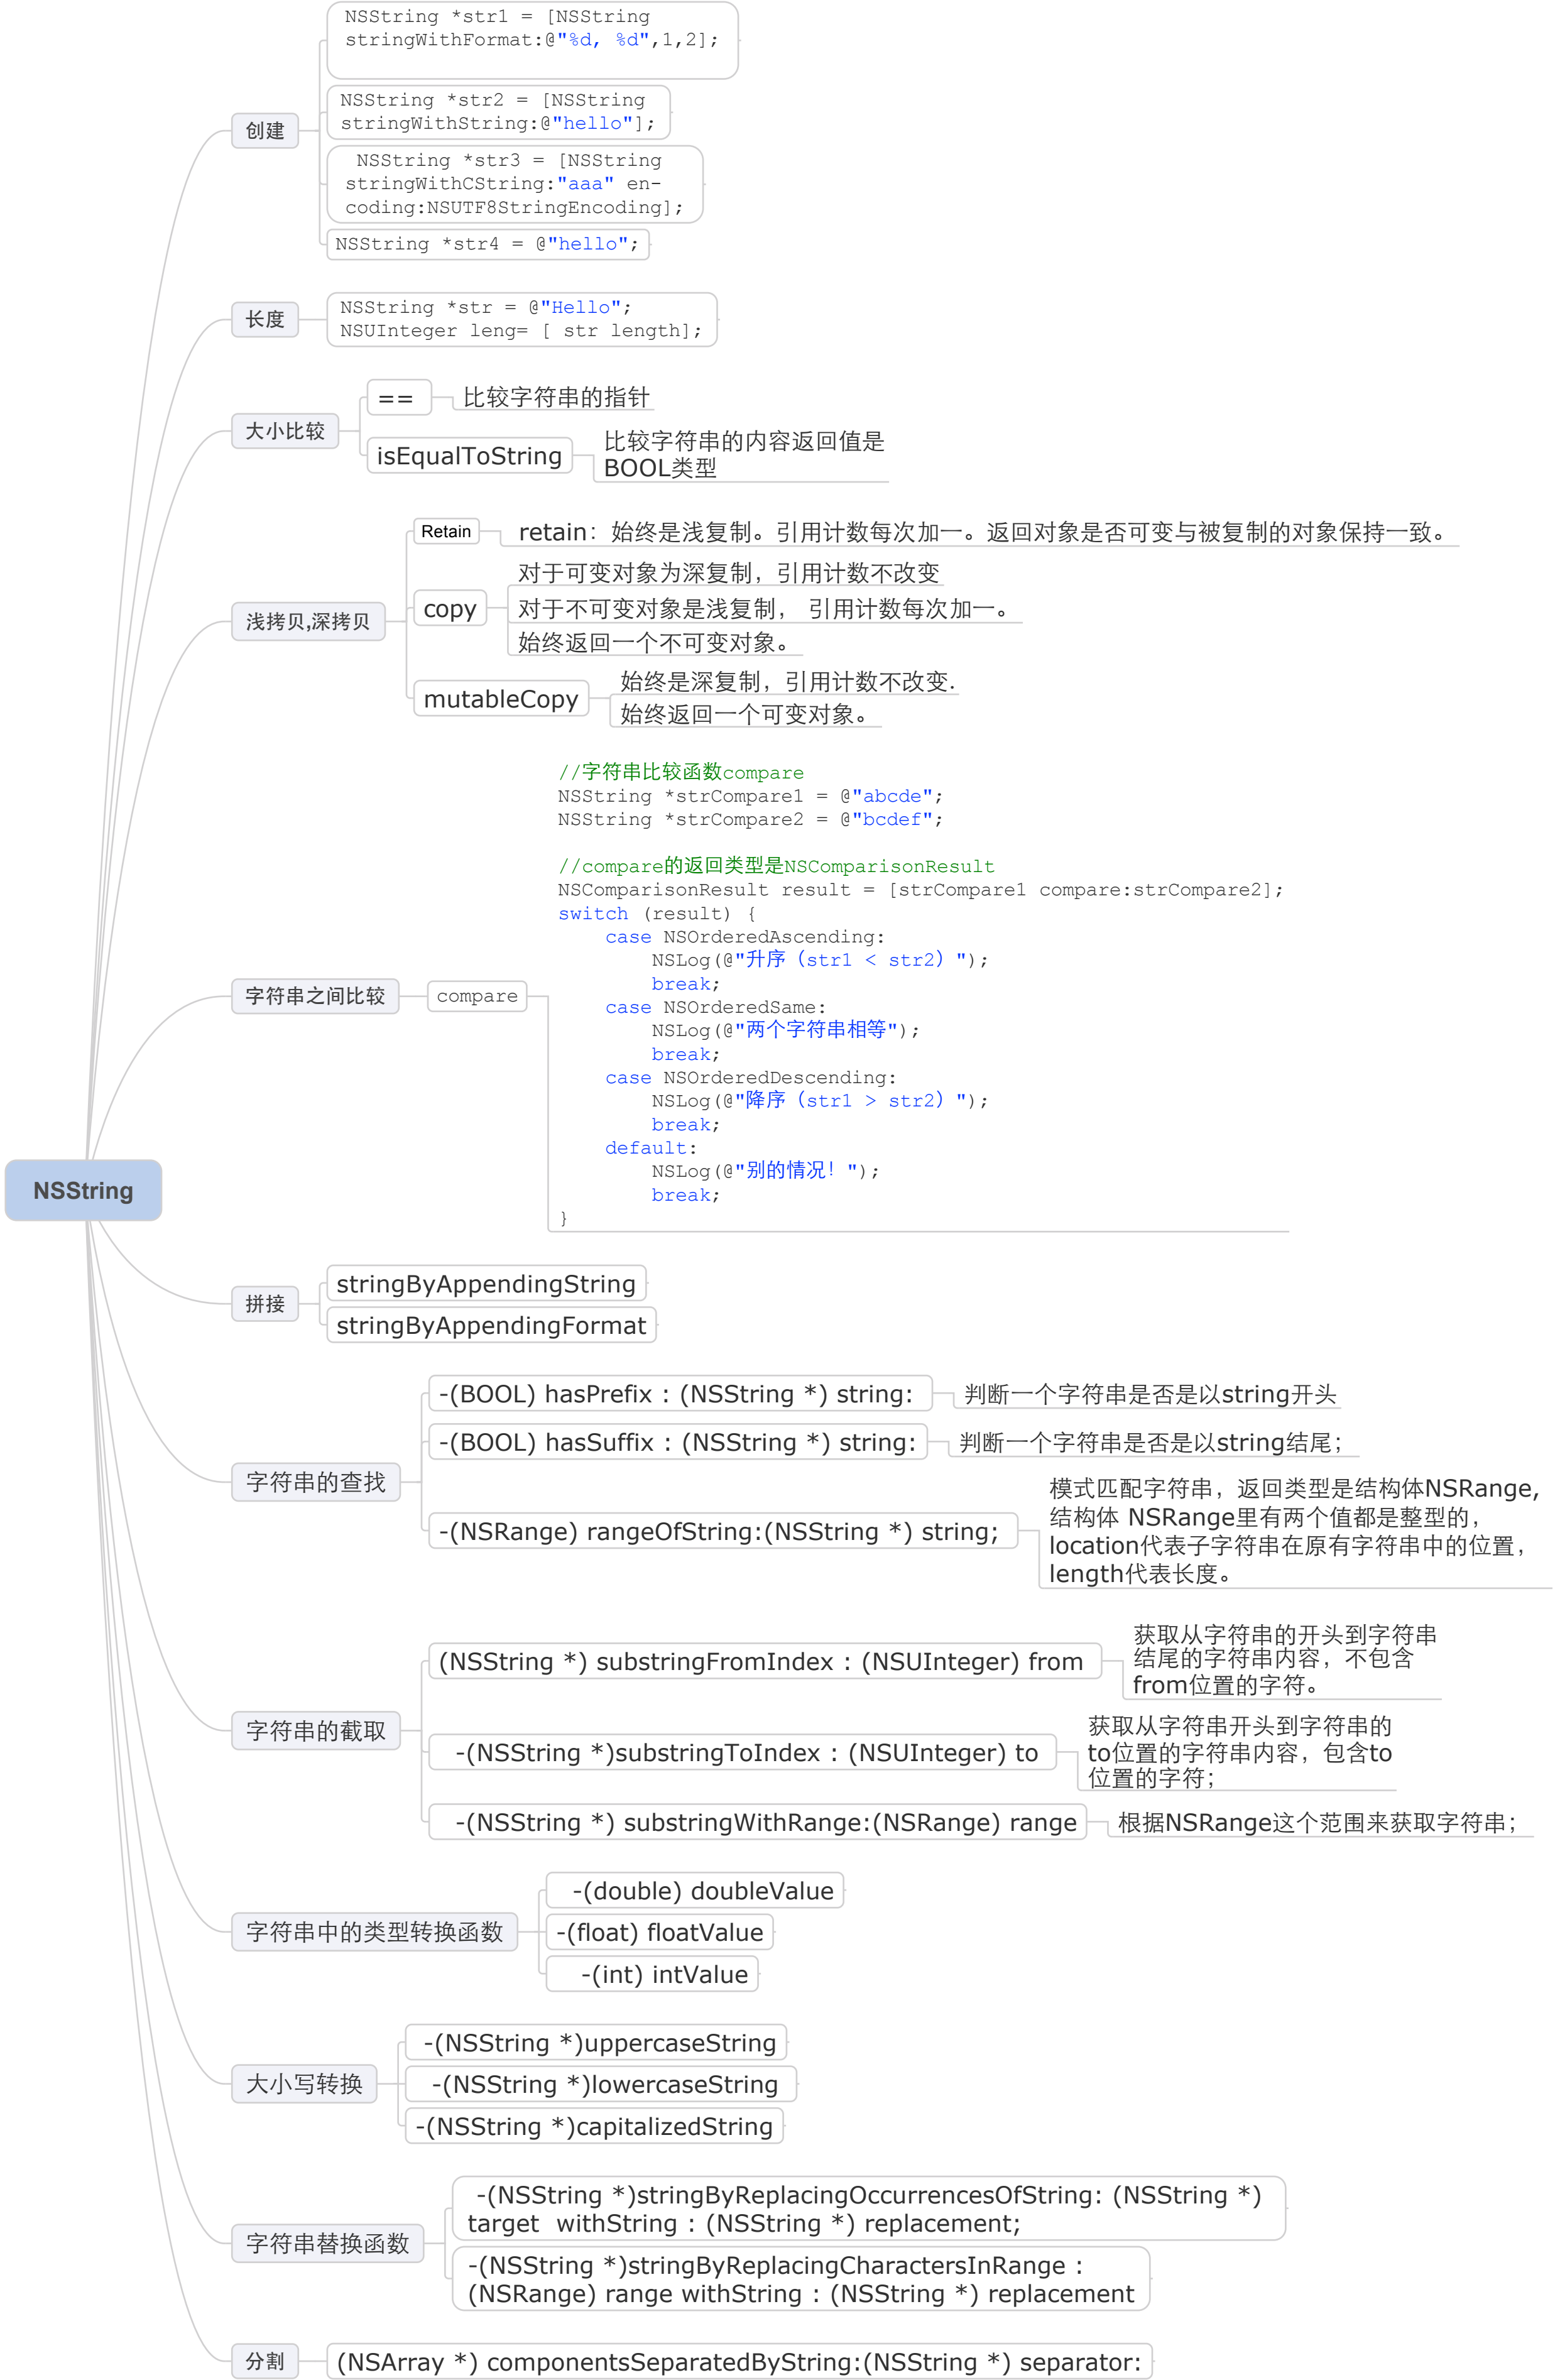 NSString
创建
NSString *str1 = [NSString
stringWithFormat:@"%d, %d",1,2];
NSString *str2 = [NSString
stringWithString:@"hello"];
NSString *str3 = [NSString
stringWithCString:"aaa" en-
coding:NSUTF8StringEncoding];
NSString *str4 = @"hello";
长度
NSString *str = @"Hello";
NSUInteger leng= [ str length];
大小比较
==
比较字符串的指针
isEqualToString
比较字符串的内容返回值是
BOOL类型
浅拷贝,深拷贝
Retain
retain：始终是浅复制。引用计数每次加一。返回对象是否可变与被复制的对象保持一致。
copy
对于可变对象为深复制，引用计数不改变
对于不可变对象是浅复制， 引用计数每次加一。
始终返回一个不可变对象。
mutableCopy
始终是深复制，引用计数不改变.
始终返回一个可变对象。
字符串之间比较
compare
//字符串比较函数compare
NSString *strCompare1 = @"abcde";
NSString *strCompare2 = @"bcdef";
//compare的返回类型是NSComparisonResult
NSComparisonResult result = [strCompare1 compare:strCompare2];
switch (result) {
case NSOrderedAscending:
NSLog(@"升序（str1 < str2）");
break;
case NSOrderedSame:
NSLog(@"两个字符串相等");
break;
case NSOrderedDescending:
NSLog(@"降序（str1 > str2）");
break;
default:
NSLog(@"别的情况！");
break;
}
拼接
stringByAppendingString
stringByAppendingFormat
字符串的查找
-(BOOL) hasPrefix : (NSString *) string:
判断一个字符串是否是以string开头
-(BOOL) hasSuffix : (NSString *) string:
判断一个字符串是否是以string结尾；
-(NSRange) rangeOfString:(NSString *) string;
模式匹配字符串，返回类型是结构体NSRange,
结构体 NSRange里有两个值都是整型的，
location代表子字符串在原有字符串中的位置，
length代表长度。
字符串的截取
(NSString *) substringFromIndex : (NSUInteger) from
获取从字符串的开头到字符串
结尾的字符串内容，不包含
from位置的字符。
-(NSString *)substringToIndex : (NSUInteger) to
获取从字符串开头到字符串的
to位置的字符串内容，包含to
位置的字符；
-(NSString *) substringWithRange:(NSRange) range
根据NSRange这个范围来获取字符串；
字符串中的类型转换函数
-(double) doubleValue
-(float) floatValue
-(int) intValue
大小写转换
-(NSString *)uppercaseString
-(NSString *)lowercaseString
-(NSString *)capitalizedString
字符串替换函数
-(NSString *)stringByReplacingOccurrencesOfString: (NSString *)
target  withString : (NSString *) replacement;
-(NSString *)stringByReplacingCharactersInRange :
(NSRange) range withString : (NSString *) replacement
分割
(NSArray *) componentsSeparatedByString:(NSString *) separator: